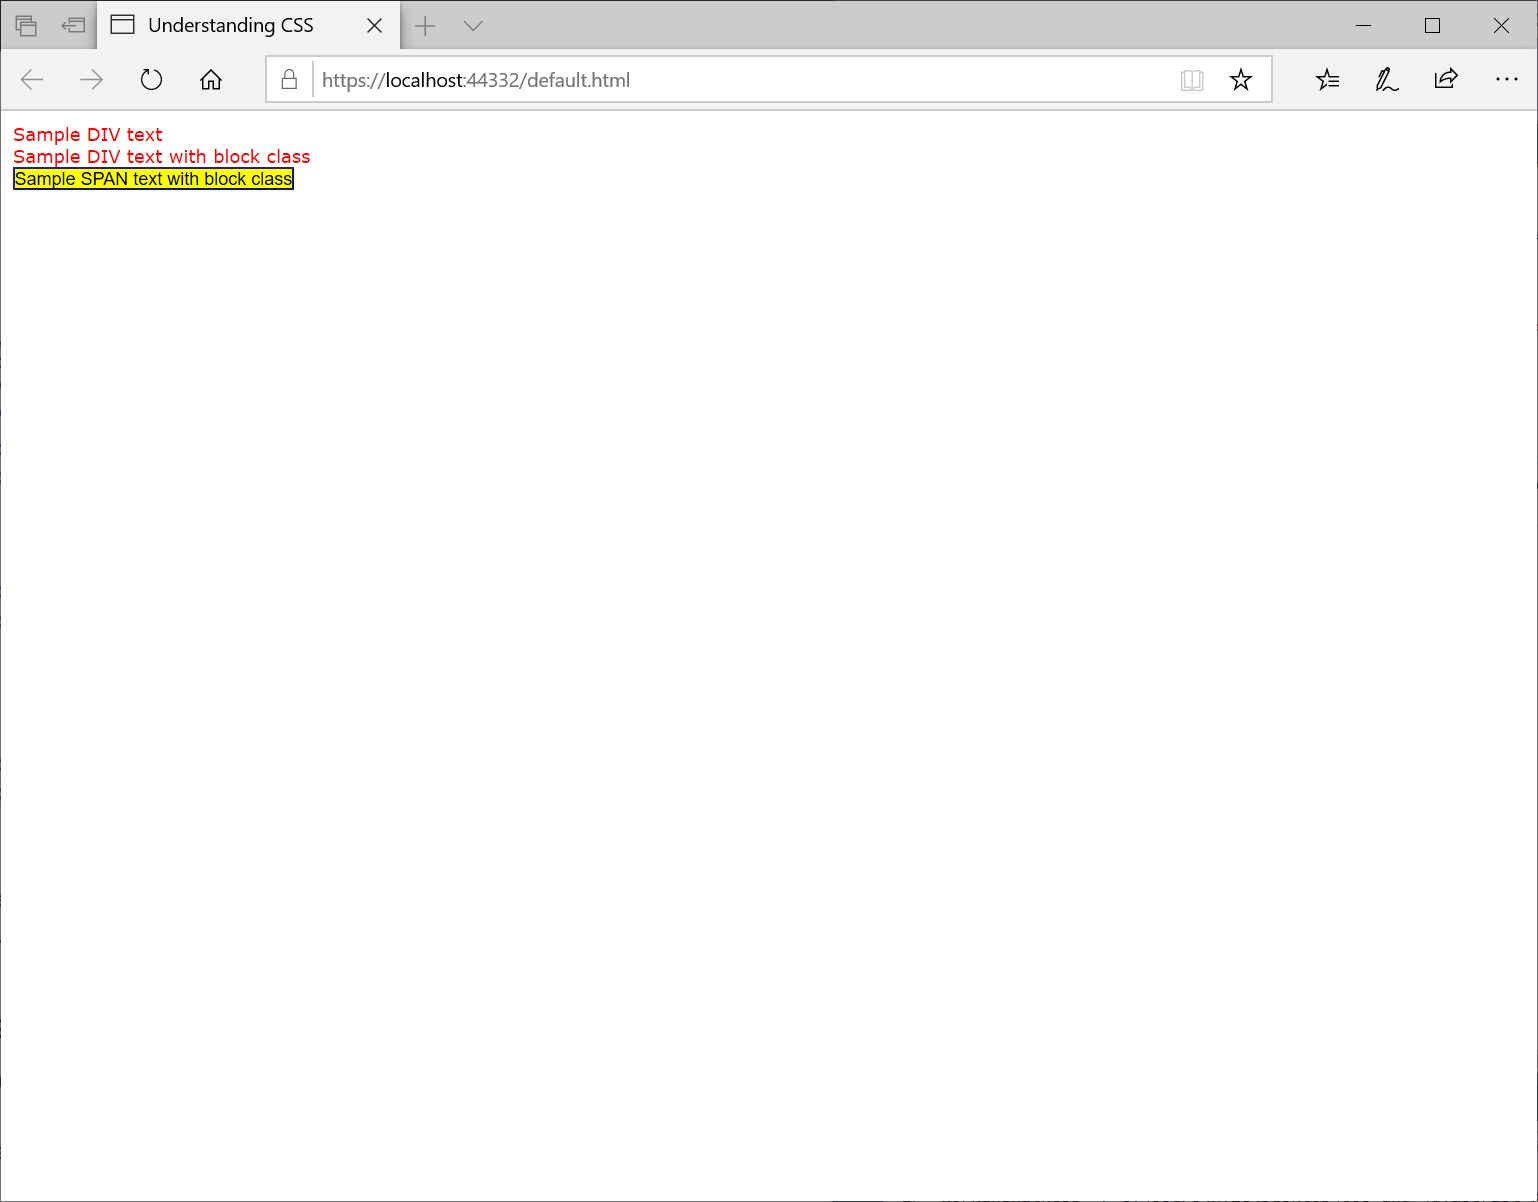 Understanding CSS
https://localhost:44332/default.html
Sample DIV text
Sample DIV text with block class
Sample SPAN text with block class